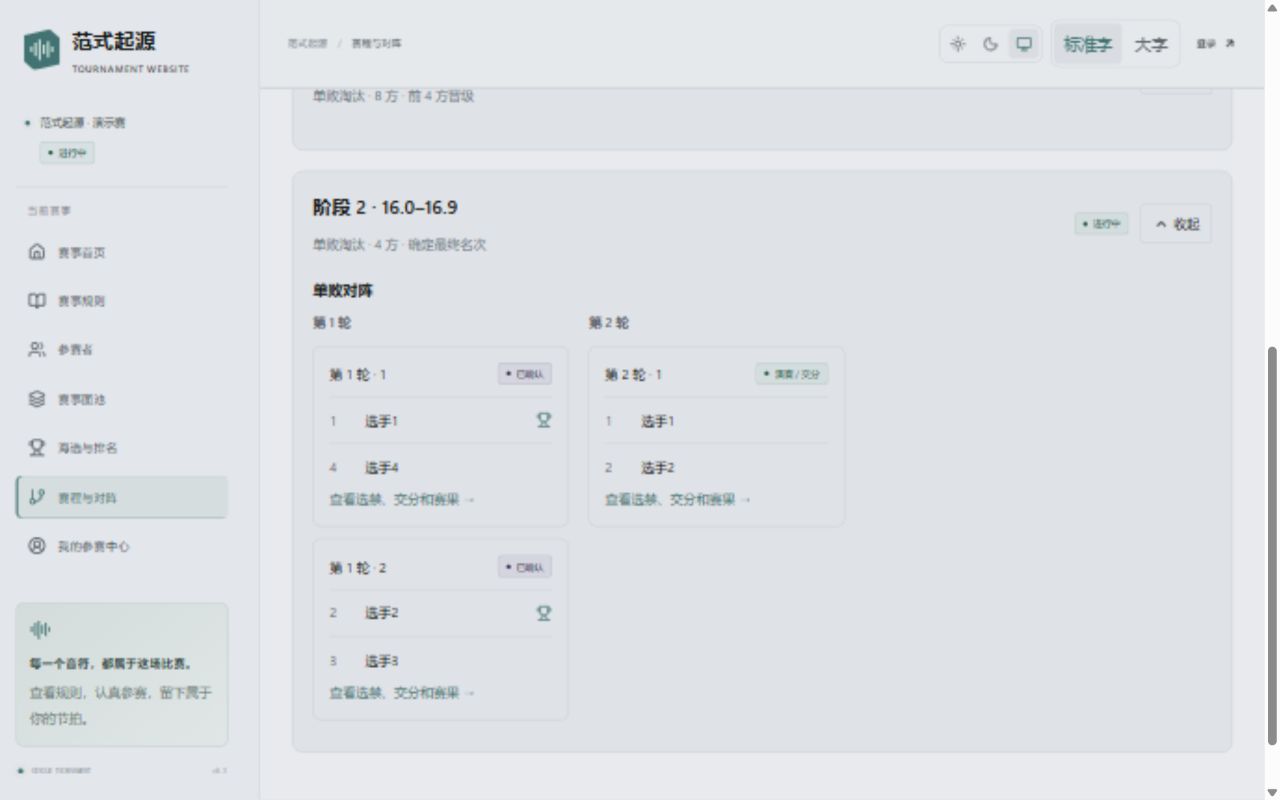 范式起源
TOURNAMENT WEBSITE
范式起源 · 演示赛
进行中
当前赛事
赛事首页
赛事规则
参赛者
赛事图池
海选与排名
赛程与对阵
我的参赛中心
每一个音符，都属于这场比赛。
查看规则，认真参赛，留下属于
你的节拍。
范式起源 / 赛程与对阵
标准字
大字
登录
单败淘汰 · 8 方 · 前 4 方晋级
阶段 2 · 16.0–16.9
单败淘汰 · 4 方 · 确定最终名次
进行中
收起
单败对阵
第 1 轮
第 2 轮
第 1 轮 · 1
已确认
1 选手1
4 选手4
查看选禁、交分和赛果 →
第 2 轮 · 1
演奏 / 交分
1 选手1
2 选手2
查看选禁、交分和赛果 →
第 1 轮 · 2
已确认
2 选手2
3 选手3
查看选禁、交分和赛果 →